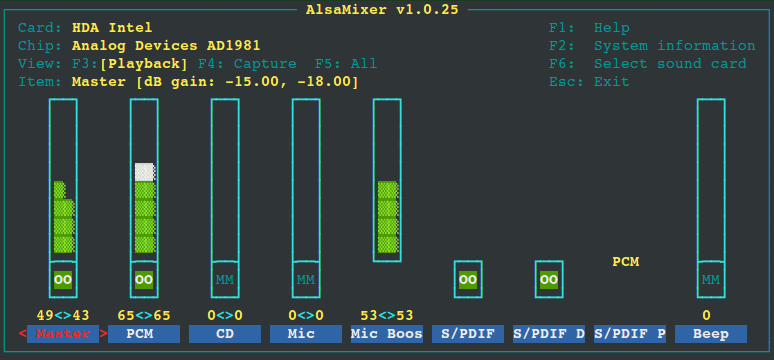 AlsaMixer v1.0.25
Card: HDA Intel F1: Help
Chip: Analog Devices AD1981 F2: System information
View: F3:[Playback] F4: Capture F5: All F6: Select sound card
Item: Master [dB gain: -15.00, -18.00] Esc: Exit
PCM
OO OO MM MM OO OO MM
49<>43 65<>65 0<>0 0<>0 53<>53 0
< Master > PCM CD Mic Mic Boos S/PDIF S/PDIF D S/PDIF P Beep